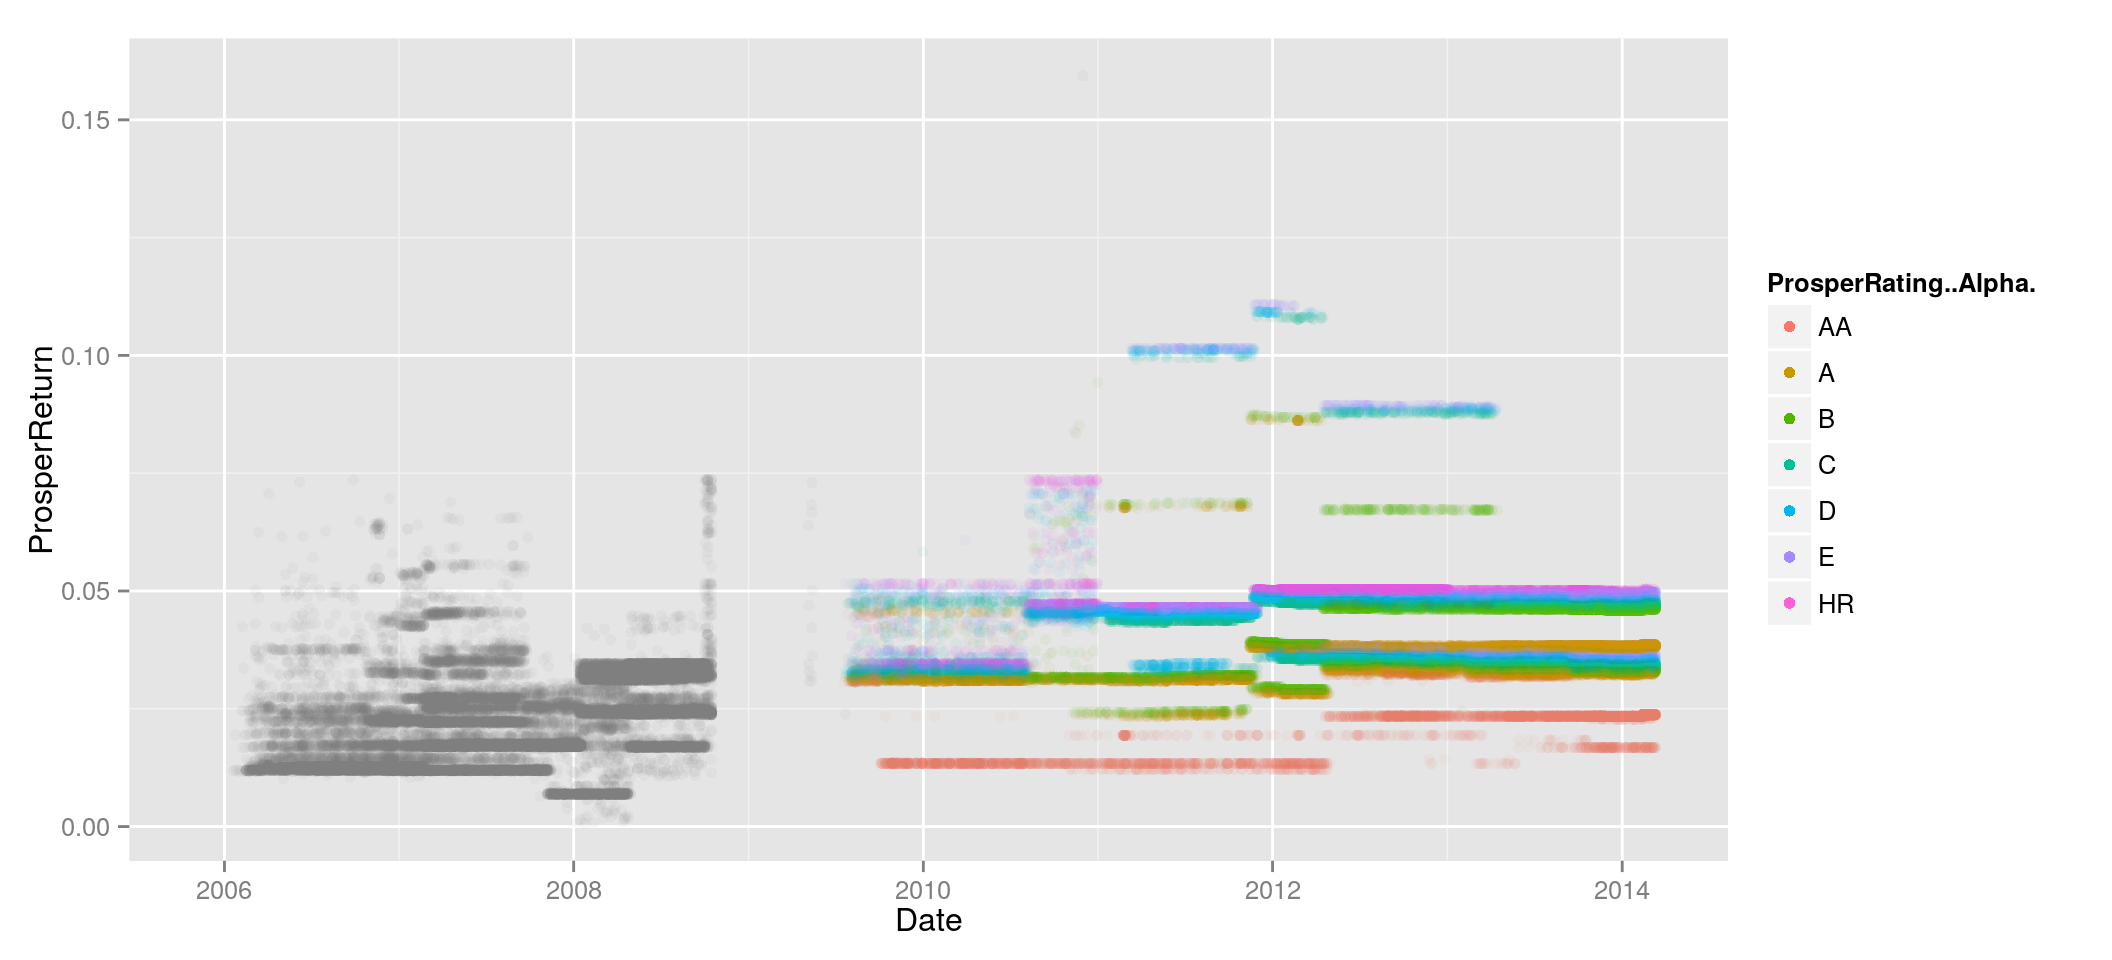 0.15
0.10
0.05
0.00
ProsperReturn
2006
2008
2010
2012
2014
Date
ProsperRating..Alpha.
AA
A
B
C
D
E
HR